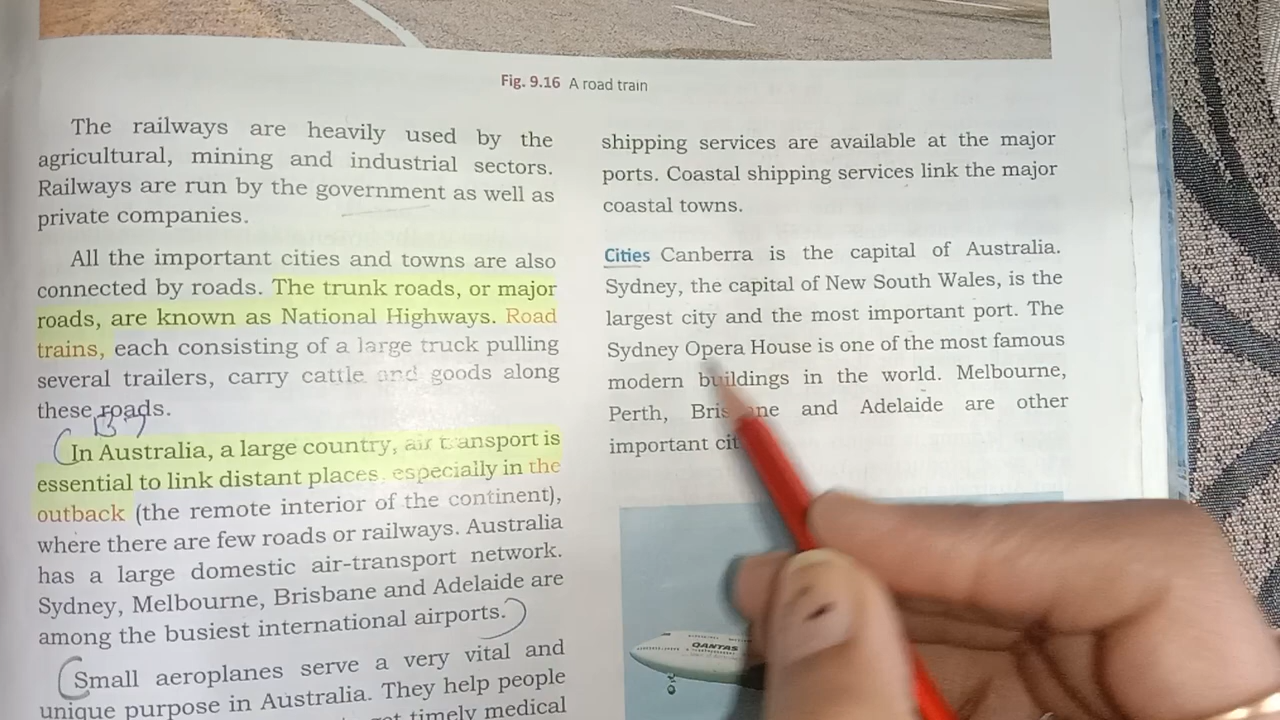 Fig. 9.16 A road train
The railways are heavily used by the
agricultural, mining and industrial sectors.
Railways are run by the government as well as
private companies.
All the important cities and towns are also
connected by roads. The trunk roads, or major
roads, are known as National Highways. Road
trains, each consisting of a large truck pulling
several trailers, carry cattle and goods along
these roads.
In Australia, a large country, air transport is
essential to link distant places, especially in the
outback (the remote interior of the continent),
where there are few roads or railways. Australia
has a large domestic air-transport network.
Sydney, Melbourne, Brisbane and Adelaide are
among the busiest international airports.
Small aeroplanes serve a very vital and
unique purpose in Australia. They help people
timely medical
shipping services are available at the major
ports. Coastal shipping services link the major
coastal towns.
Cities Canberra is the capital of Australia.
Sydney, the capital of New South Wales, is the
largest city and the most important port. The
Sydney Opera House is one of the most famous
modern buildings in the world. Melbourne,
Perth, Brisbane and Adelaide are other
important cit
QANTAS